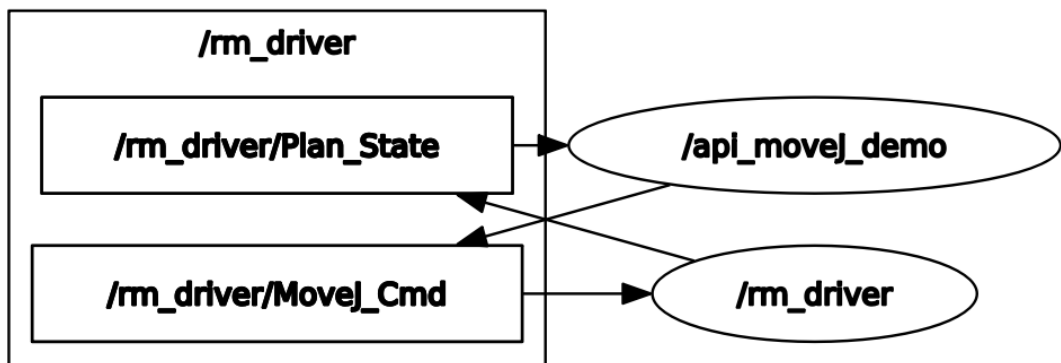 /rm_driver
/rm_driver/Plan_State
/api_moveJ_demo
/rm_driver/MoveJ_Cmd
/rm_driver